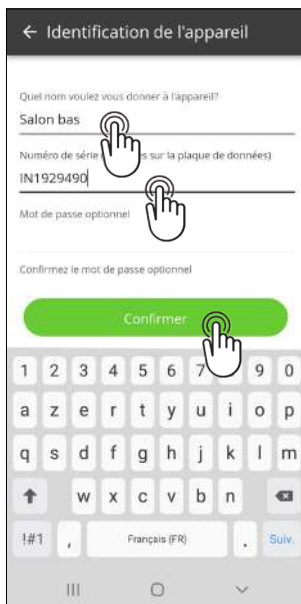 ← Identification de l'appareil
Quel nom voulez vous donner à l'appareil?
Salon bas
Numéro de série sur la plaque de données)
IN1929490
Mot de passe optionnel
Confirmez le mot de passe optionnel
Confirmer
1 2 3 4 5 6 7 9 0
a z e r t y u i o p
q s d f g h j k l m
w x c v b n
!#1 , Français (FR) . Suiv.